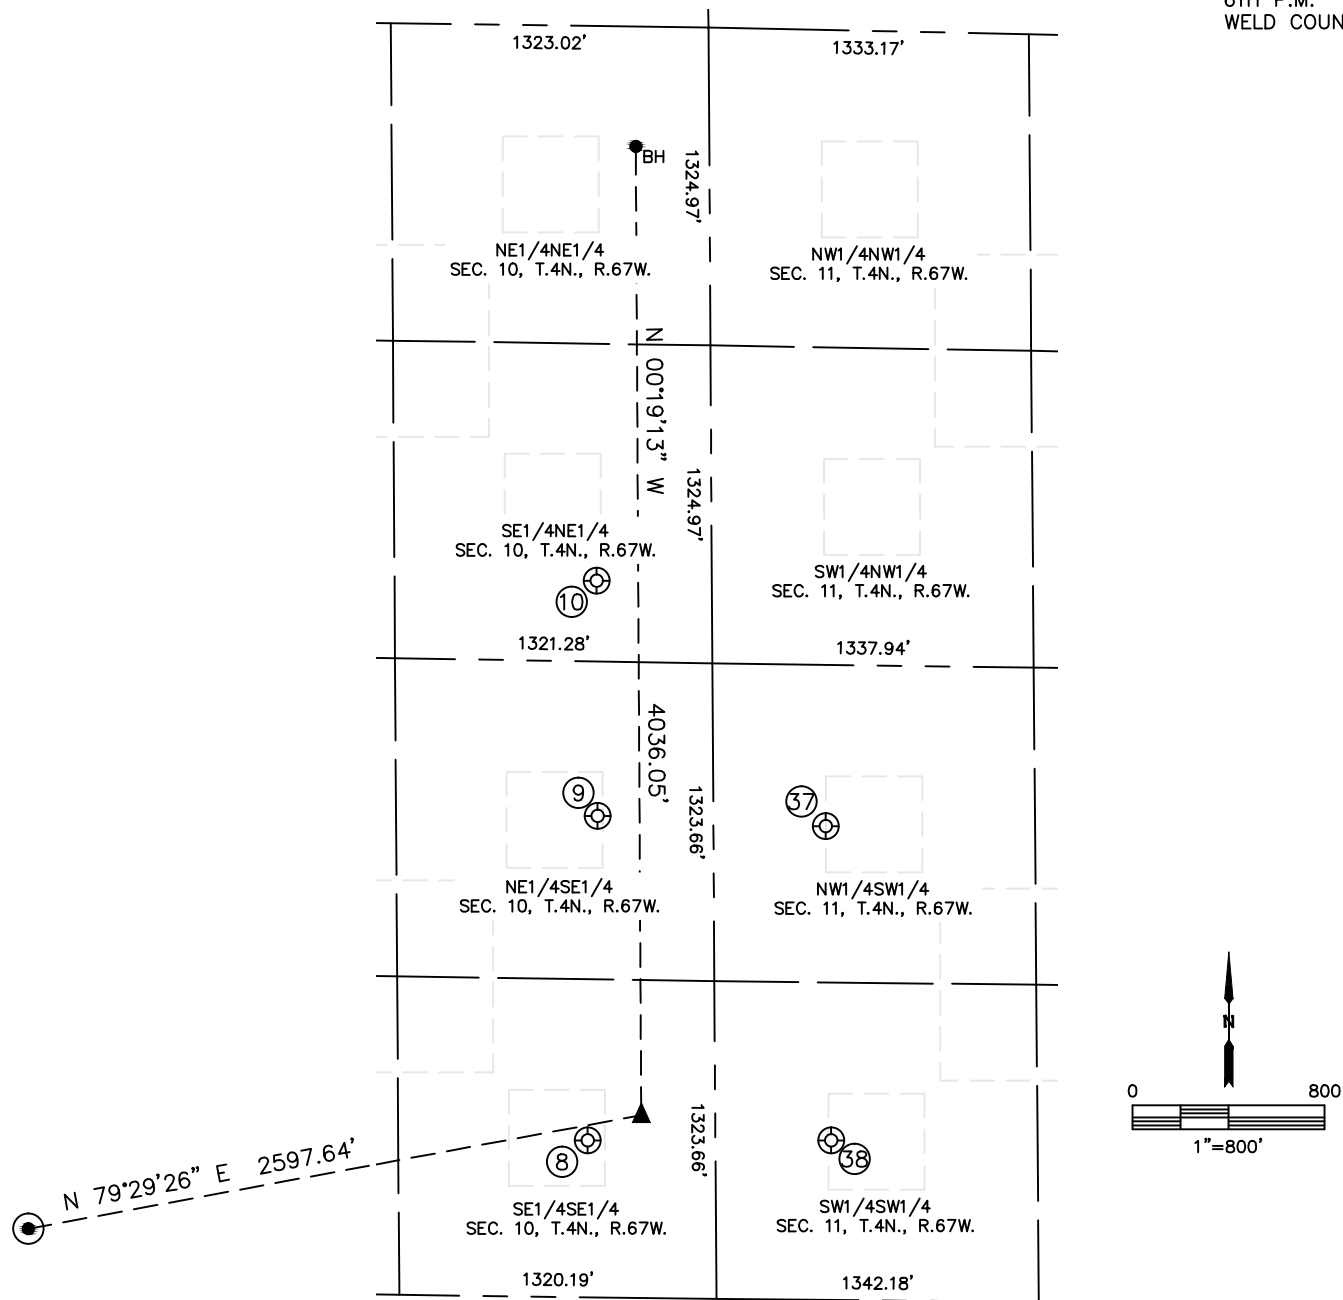 6TH P.M.
WELD COUN
1323.02'
1333.17'
BH
1324.97'
NE1/4NE1/4
SEC. 10, T.4N., R.67W.
NW1/4NW1/4
SEC. 11, T.4N., R.67W.
N 00°19'13" W
1324.97'
SE1/4NE1/4
SEC. 10, T.4N., R.67W.
SW1/4NW1/4
SEC. 11, T.4N., R.67W.
10
1321.28'
1337.94'
4036.05'
9
37
1323.66'
NE1/4SE1/4
SEC. 10, T.4N., R.67W.
NW1/4SW1/4
SEC. 11, T.4N., R.67W.
N
0 800
1"=800'
1323.66'
8
38
N 79°29'26" E 2597.64'
SE1/4SE1/4
SEC. 10, T.4N., R.67W.
SW1/4SW1/4
SEC. 11, T.4N., R.67W.
1320.19'
1342.18'